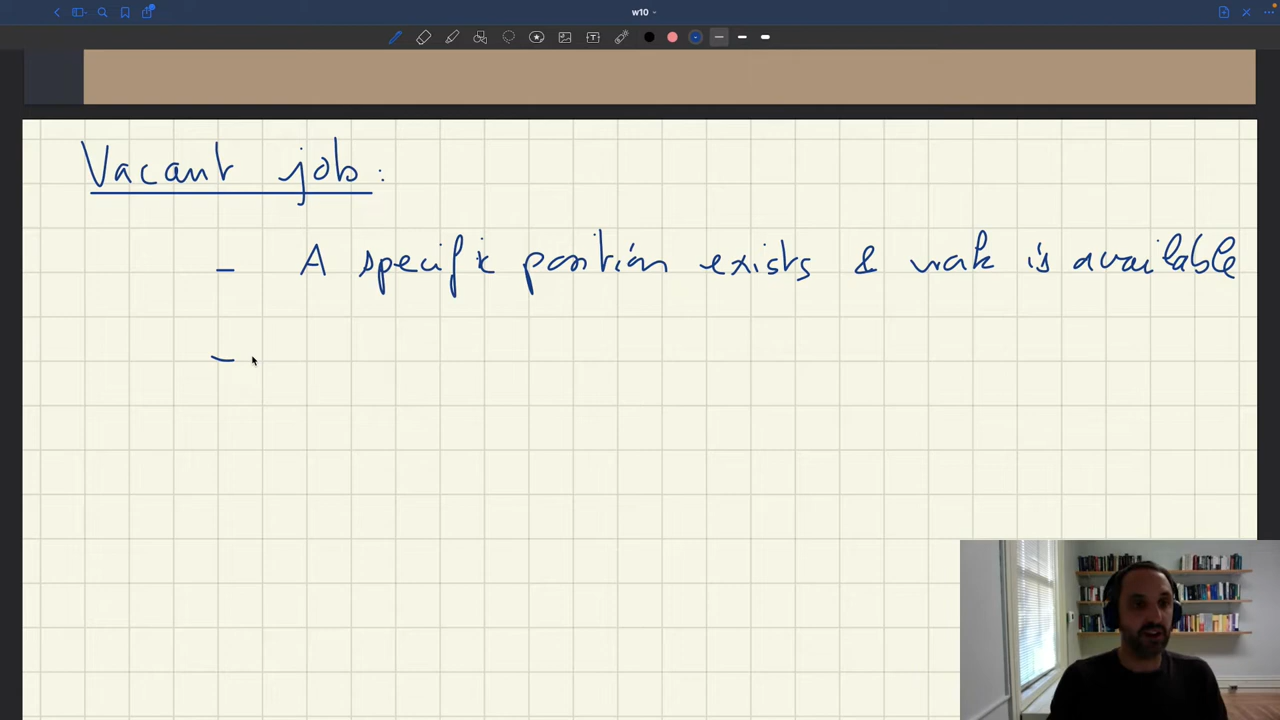 w10
Vacant job:
- A specific position exists & work is available
-